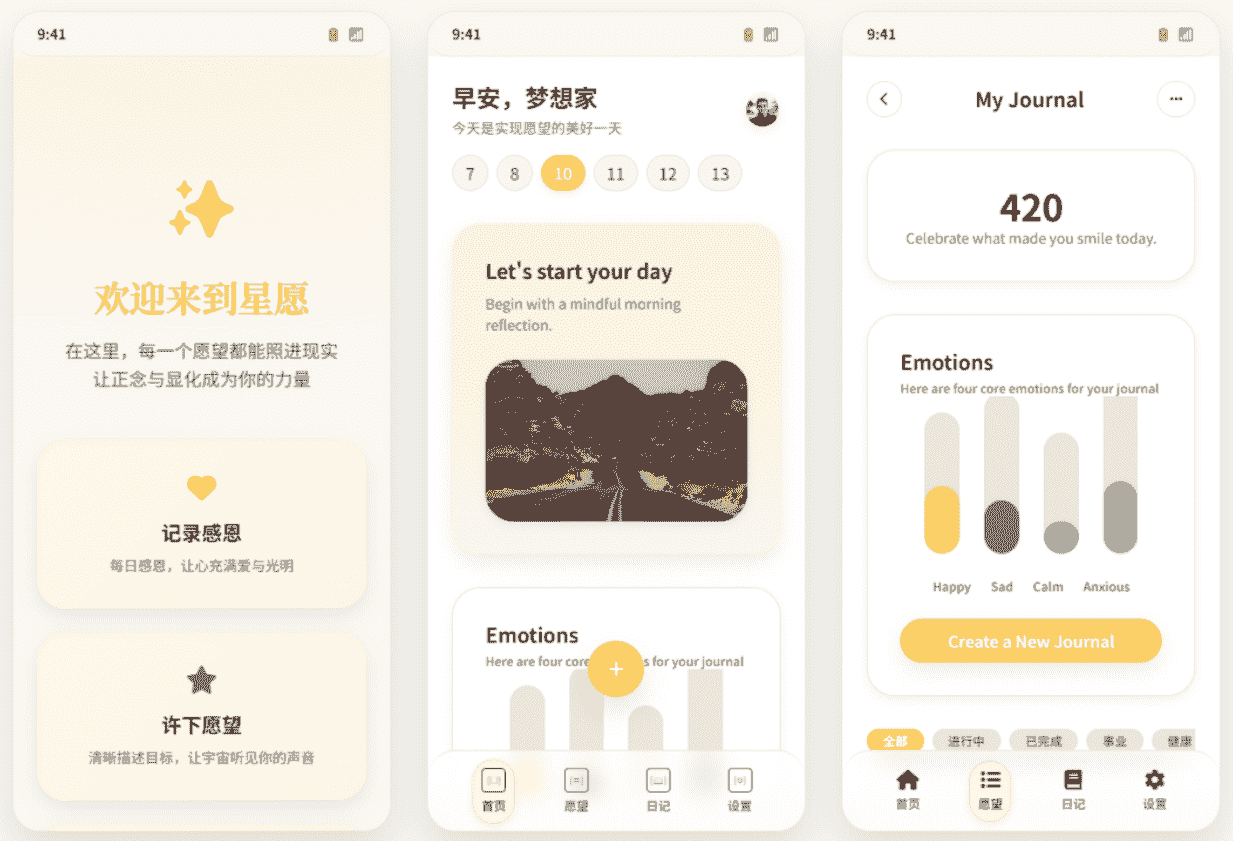 9:41
欢迎来到星愿
在这里，每一个愿望都能照进现实
让正念与显化成为你的力量
记录感恩
每日感恩，让心充满爱与光明
许下愿望
清晰描述目标，让宇宙听见你的声音
9:41
早安，梦想家
今天是实现愿望的美好一天
7 8 10 11 12 13
Let's start your day
Begin with a mindful morning
reflection.
Emotions
Here are four core s for your journal
+
首页 愿望 日记 设置
9:41
My Journal
420
Celebrate what made you smile today.
Emotions
Here are four core emotions for your journal
Happy Sad Calm Anxious
Create a New Journal
全部 进行中 已完成 事业 健康
首页 愿望 日记 设置